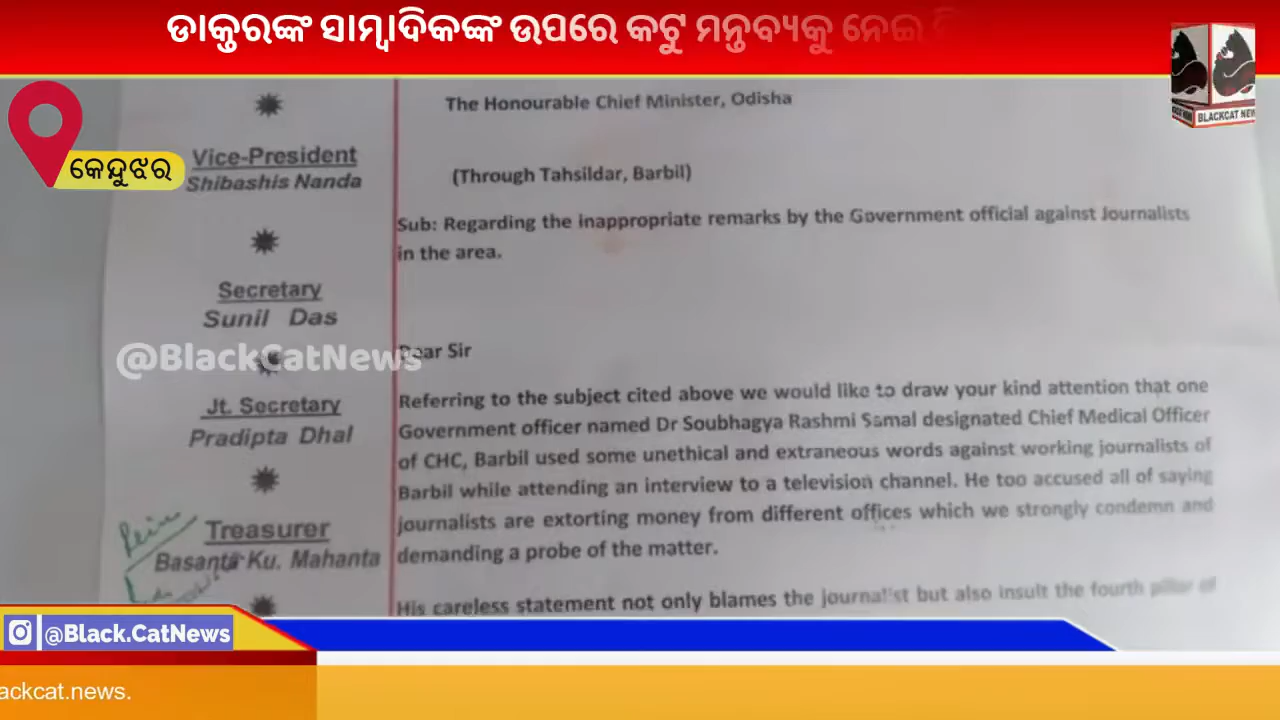 ଡାକ୍ତରଙ୍କ ସାମ୍ବାଦିକଙ୍କ ଉପରେ କଟୁ ମନ୍ତବ୍ୟକୁ ନେଇ
BLACKCAT NEW
କେନ୍ଦୁଝର
Vice-President
Shibashis Nanda
Secretary
Sunil Das
Jt. Secretary
Pradipta Dhal
Treasurer
Basanta Ku. Mahanta
The Honourable Chief Minister, Odisha
(Through Tahsildar, Barbil)
Sub: Regarding the inappropriate remarks by the Government official against Journalists
in the area.
Dear Sir
Referring to the subject cited above we would like to draw your kind attention that one
Government officer named Dr Soubhagya Rashmi Samal designated Chief Medical Officer
of CHC, Barbil used some unethical and extraneous words against working journalists of
Barbil while attending an interview to a television channel. He too accused all of saying
journalists are extorting money from different offices which we strongly condemn and
demanding a probe of the matter.
His careless statement not only blames the journalist but also insult the fourth pillar of
@BlackCatNews
@Black.CatNews
ackcat.news.